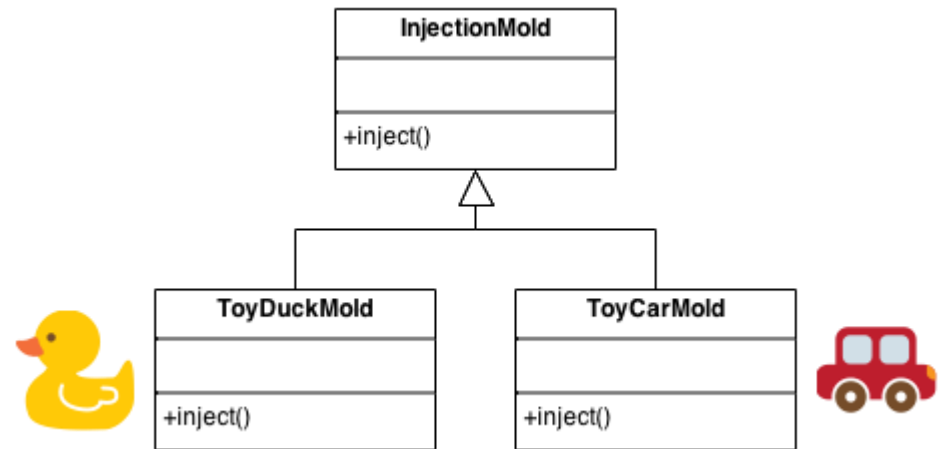 InjectionMold
+inject()
ToyDuckMold
+inject()
ToyCarMold
+inject()